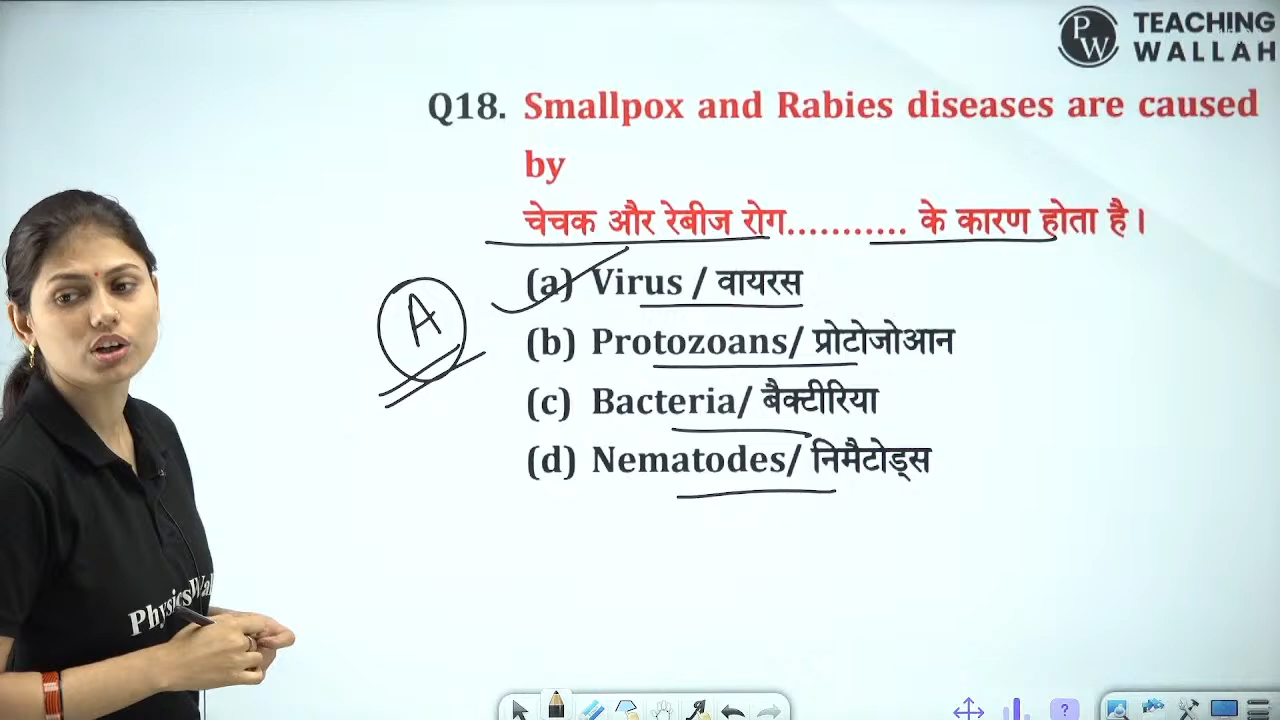 PW TEACHING
WALLAH
Q18. Smallpox and Rabies diseases are caused
by
चेचक और रेबीज रोग........... के कारण होता है।
(a) Virus / वायरस
A
(b) Protozoans/ प्रोटोजोआन
(c) Bacteria/ बैक्टीरिया
(d) Nematodes/ निमैटोड्स
?